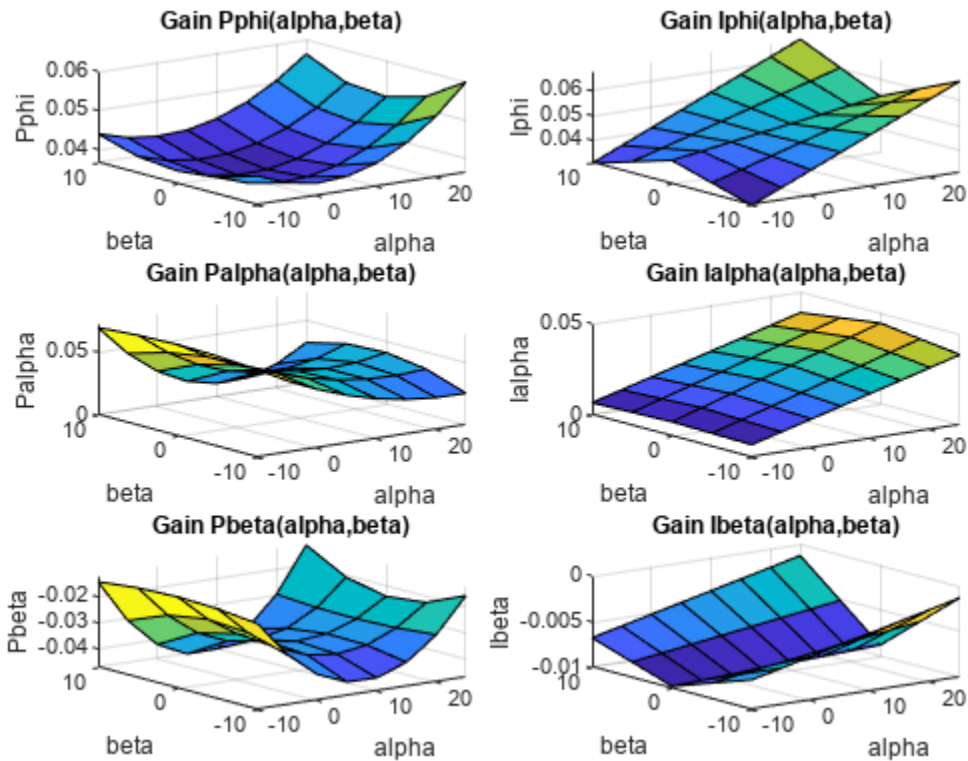 Gain Pphi(alpha,beta)
0.06
0.05
0.04
Pphi
10
0
-10
beta
-10
0
10
20
alpha
Gain Iphi(alpha,beta)
0.06
0.05
0.04
Iphi
10
0
-10
beta
-10
0
10
20
alpha
Gain Palpha(alpha,beta)
0.05
0
Palpha
10
0
-10
beta
-10
0
10
20
alpha
Gain Ialpha(alpha,beta)
0.05
0
Ialpha
10
0
-10
beta
-10
0
10
20
alpha
Gain Pbeta(alpha,beta)
-0.02
-0.03
-0.04
Pbeta
10
0
-10
beta
-10
0
10
20
alpha
Gain Ibeta(alpha,beta)
0
-0.005
-0.01
Ibeta
10
0
-10
beta
-10
0
10
20
alpha